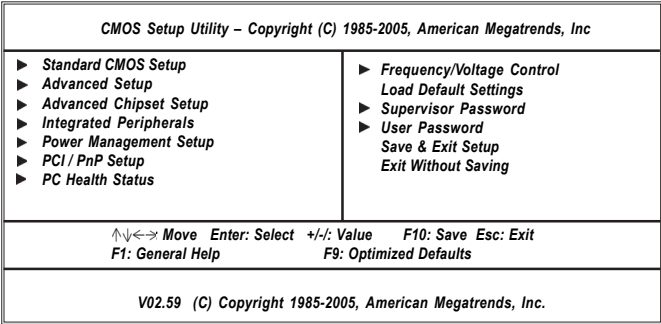 CMOS Setup Utility – Copyright (C) 1985-2005, American Megatrends, Inc
▶ Standard CMOS Setup
▶ Advanced Setup
▶ Advanced Chipset Setup
▶ Integrated Peripherals
▶ Power Management Setup
▶ PCI / PnP Setup
▶ PC Health Status
▶ Frequency/Voltage Control
Load Default Settings
▶ Supervisor Password
▶ User Password
Save & Exit Setup
Exit Without Saving
↑↓←→: Move Enter: Select +/-/: Value F10: Save Esc: Exit
F1: General Help F9: Optimized Defaults
V02.59 (C) Copyright 1985-2005, American Megatrends, Inc.